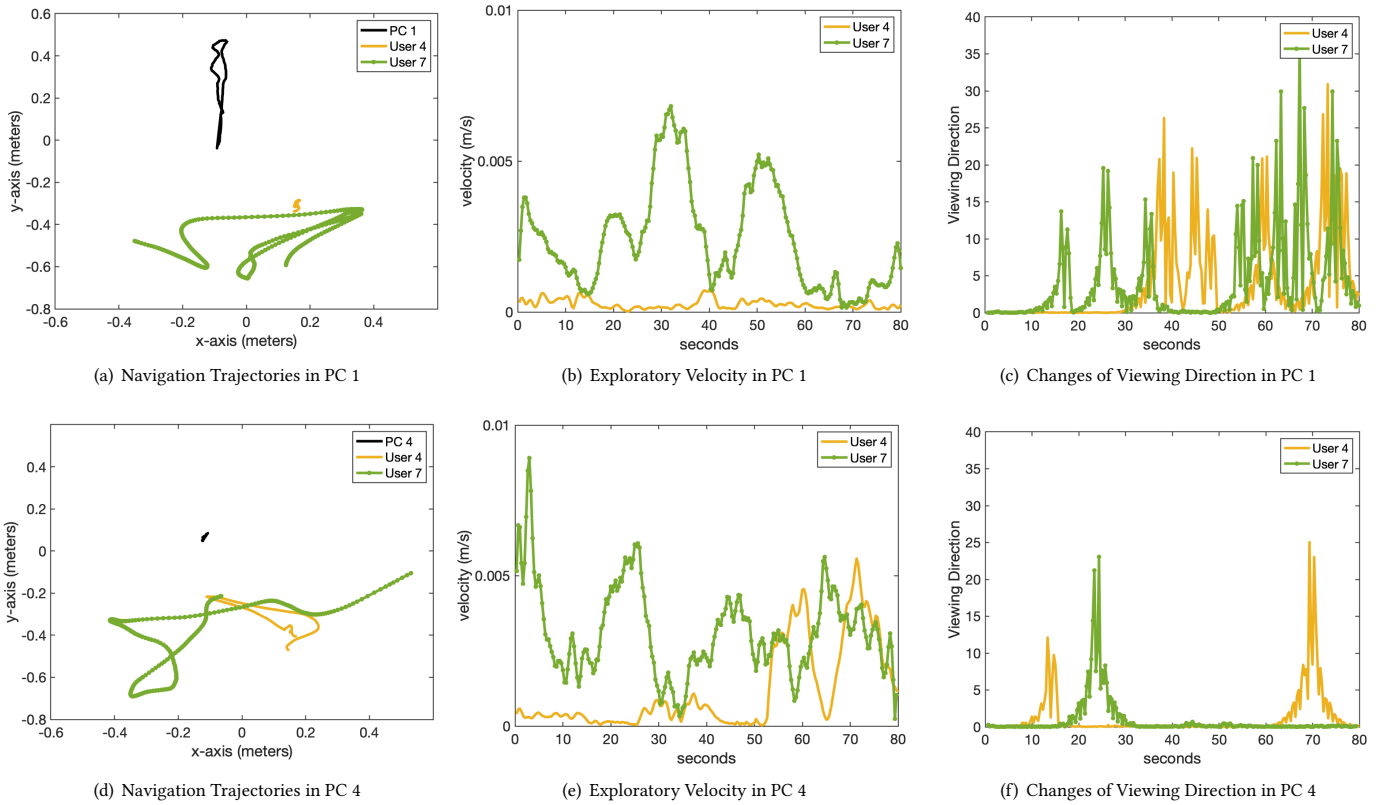 0.6
0.4
0.2
0
-0.2
-0.4
-0.6
-0.8
y-axis (meters)
-0.6 -0.4 -0.2 0 0.2 0.4
x-axis (meters)
PC 1
User 4
User 7
(a) Navigation Trajectories in PC 1
0.01
0.005
0
velocity (m/s)
0 10 20 30 40 50 60 70 80
seconds
User 4
User 7
(b) Exploratory Velocity in PC 1
40
35
30
25
20
15
10
5
0
Viewing Direction
0 10 20 30 40 50 60 70 80
seconds
User 4
User 7
(c) Changes of Viewing Direction in PC 1
0.4
0.2
0
-0.2
-0.4
-0.6
-0.8
y-axis (meters)
-0.6 -0.4 -0.2 0 0.2 0.4
x-axis (meters)
PC 4
User 4
User 7
(d) Navigation Trajectories in PC 4
0.01
0.005
0
velocity (m/s)
0 10 20 30 40 50 60 70 80
seconds
User 4
User 7
(e) Exploratory Velocity in PC 4
40
35
30
25
20
15
10
5
0
Viewing Direction
0 10 20 30 40 50 60 70 80
seconds
User 4
User 7
(f) Changes of Viewing Direction in PC 4